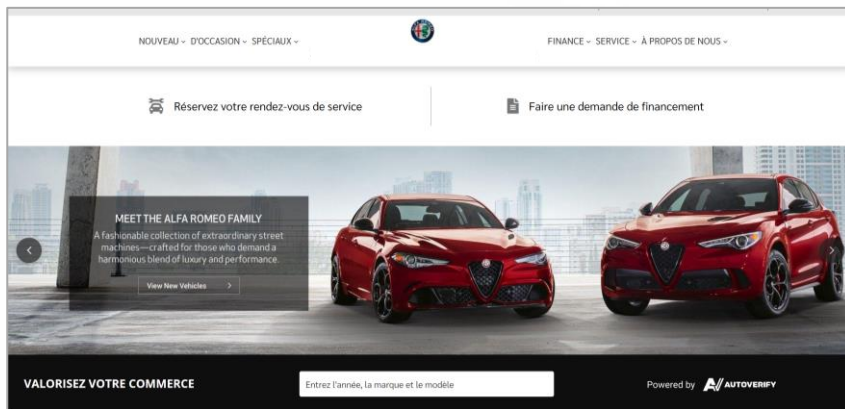 NOUVEAU D'OCCASION SPÉCIAUX
FINANCE SERVICE À PROPOS DE NOUS
Réservez votre rendez-vous de service
Faire une demande de financement
MEET THE ALFA ROMEO FAMILY
A fashionable collection of extraordinary street
machines—crafted for those who demand a
harmonious blend of luxury and performance.
View New Vehicles
VALORISEZ VOTRE COMMERCE
Entrez l'année, la marque et le modèle
Powered by AUTOVERIFY